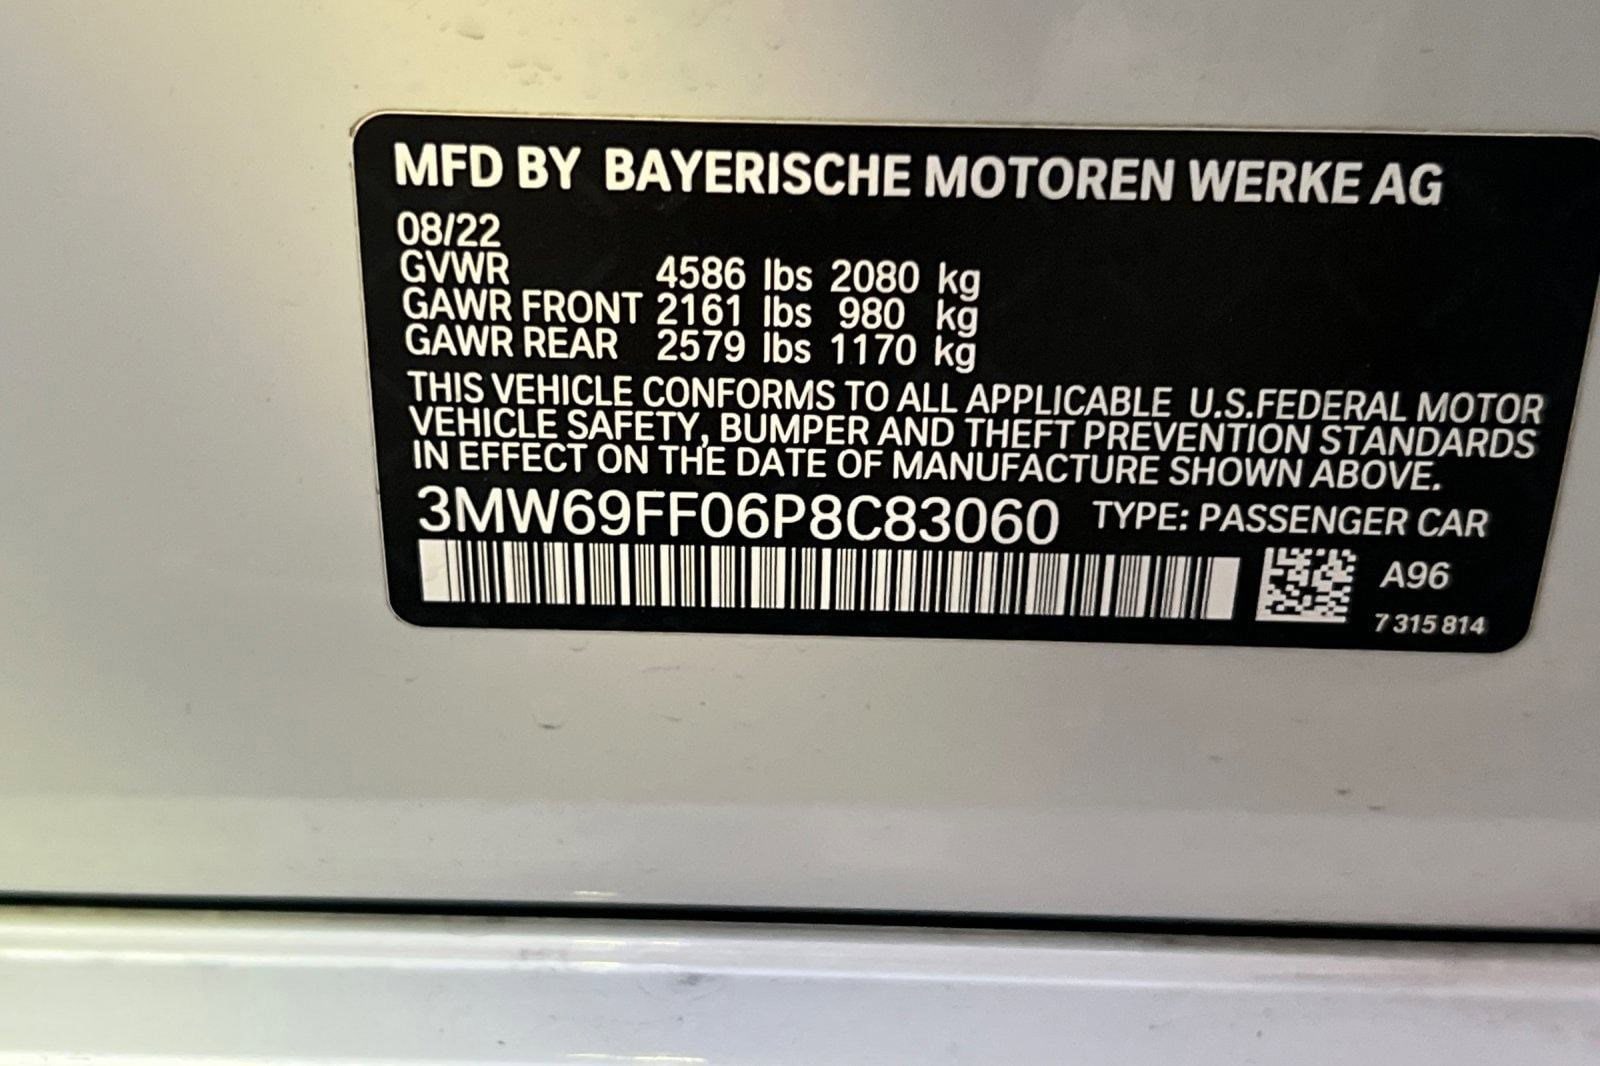 MFD BY BAYERISCHE MOTOREN WERKE AG
08/22
GVWR 4586 lbs 2080 kg
GAWR FRONT 2161 lbs 980 kg
GAWR REAR 2579 lbs 1170 kg
THIS VEHICLE CONFORMS TO ALL APPLICABLE U.S.FEDERAL MOTOR
VEHICLE SAFETY, BUMPER AND THEFT PREVENTION STANDARDS
IN EFFECT ON THE DATE OF MANUFACTURE SHOWN ABOVE.
3MW69FF06P8C83060 TYPE: PASSENGER CAR
A96
7 315 814